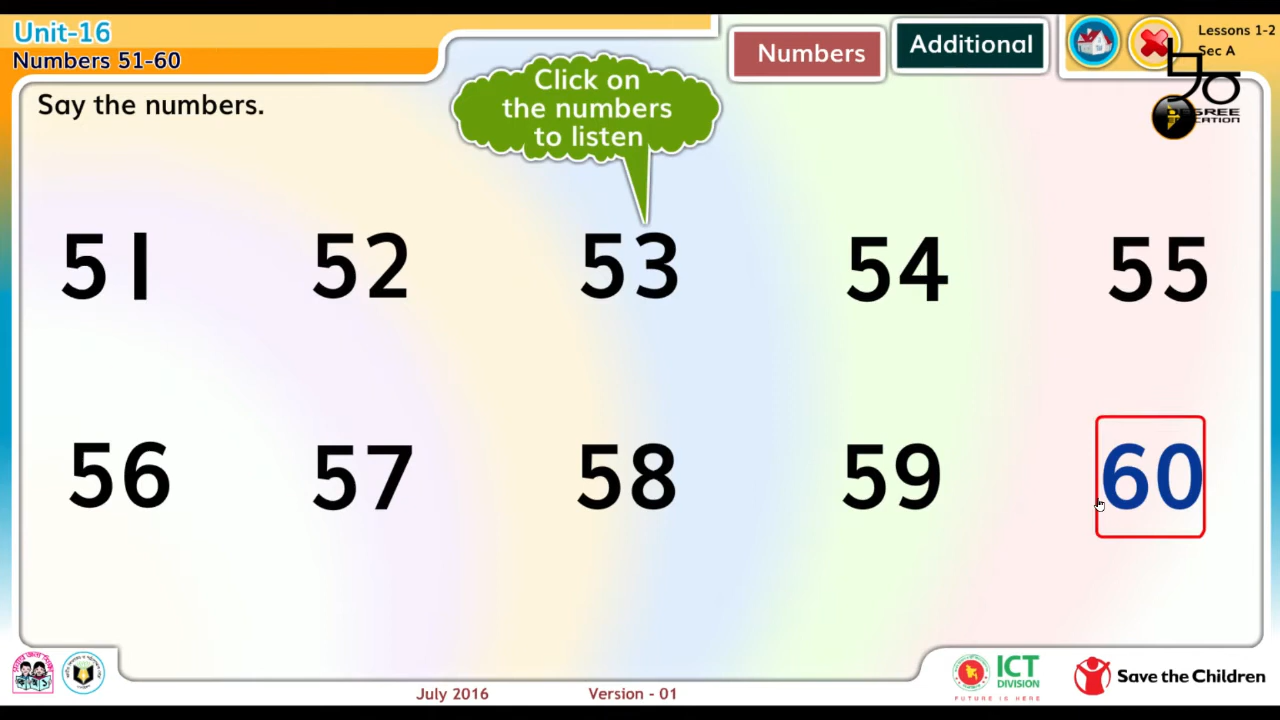 Unit-16
Numbers 51-60
Numbers
Additional
Lessons 1-2
Sec A
Say the numbers.
Click on
the numbers
to listen
51 52 53 54 55
56 57 58 59 60
July 2016
Version - 01
ICT
DIVISION
FUTURE IS HERE
Save the Children